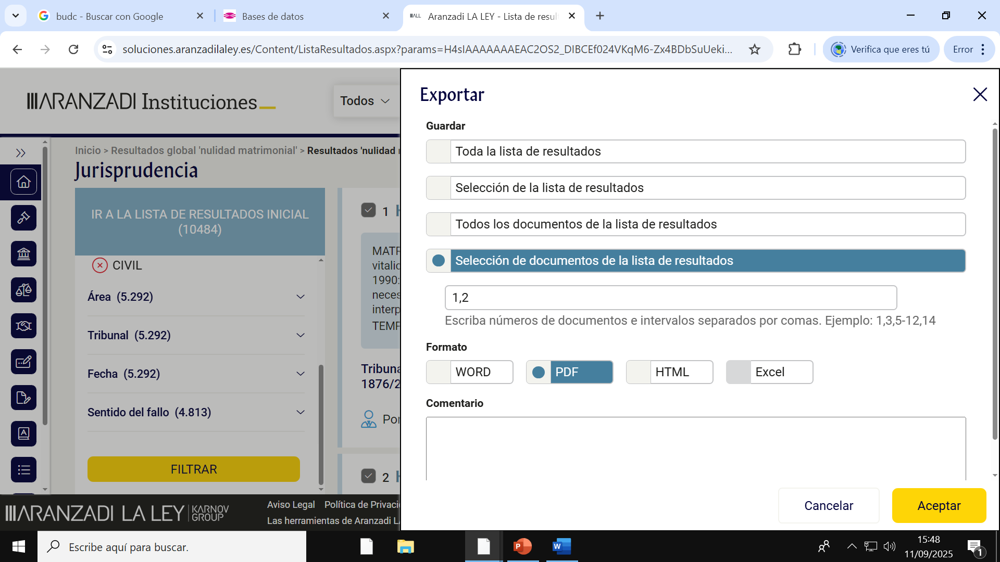 budc - Buscar con Google
Bases de datos
Aranzadi LA LEY - Lista de resul
soluciones.aranzadilaley.es/Content/ListaResultados.aspx?params=H4sIAAAAAAAEAC2OS2_DIBCEf024VKqM6-Zx4BDbSuUeki...
Verifica que eres tú
Error
ARANZADI Instituciones
Todos
Inicio > Resultados global 'nulidad matrimonial' > Resultados 'nulidad
Jurisprudencia
IR A LA LISTA DE RESULTADOS INICIAL
(10484)
CIVIL
Área (5.292)
Tribunal (5.292)
Fecha (5.292)
Sentido del fallo (4.813)
FILTRAR
1
MATR
vitalic
1990:
neces
interp
TEMP
Tribuna
1876/2
Por
2
Exportar
Guardar
Toda la lista de resultados
Selección de la lista de resultados
Todos los documentos de la lista de resultados
Selección de documentos de la lista de resultados
1,2
Escriba números de documentos e intervalos separados por comas. Ejemplo: 1,3,5-12,14
Formato
WORD
PDF
HTML
Excel
Comentario
Cancelar
Aceptar
ARANZADI LA LEY
KARNOV
GROUP
Aviso Legal
Política de Privaci
Las herramientas de Aranzadi L
Escribe aquí para buscar.
15:48
11/09/2025
1